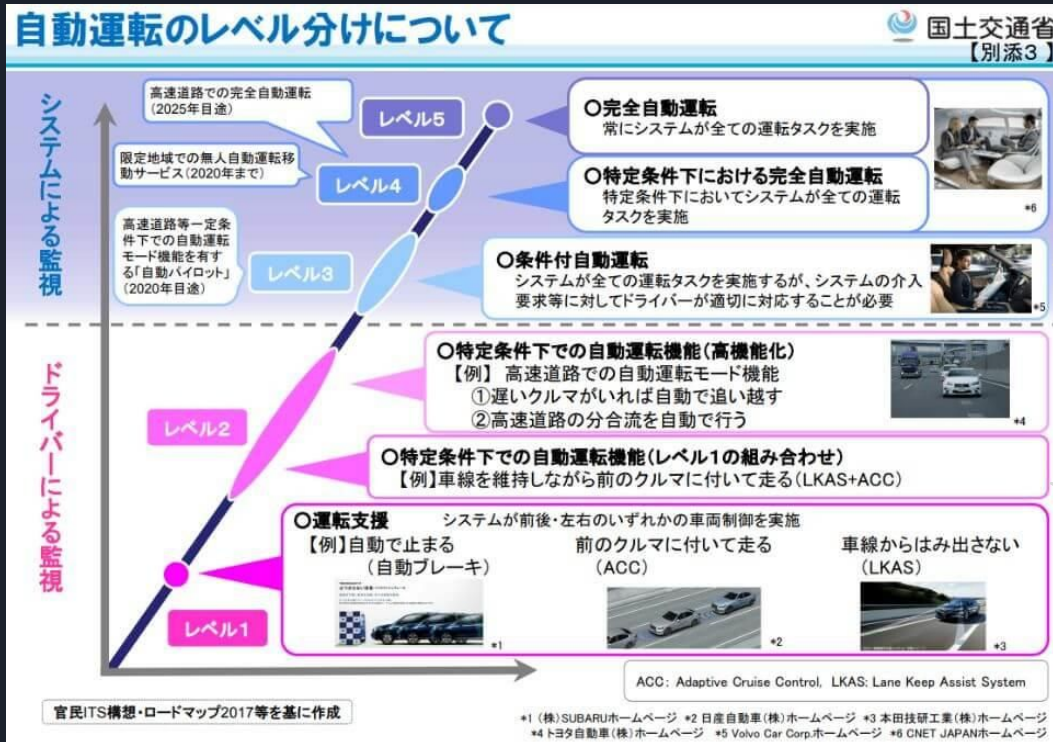 自動運転のレベル分けについて
国土交通省
【別添3 】
システムによる監視
ドライバーによる監視
高速道路での完全自動運転
(2025年目途)
レベル5
○完全自動運転
常にシステムが全ての運転タスクを実施
限定地域での無人自動運転移
動サービス(2020年まで)
レベル4
○特定条件下における完全自動運転
特定条件下においてシステムが全ての運転
タスクを実施
*6
高速道路等一定条
件下での自動運転
モード機能を有す
る「自動パイロット」
(2020年目途)
レベル3
○条件付自動運転
システムが全ての運転タスクを実施するが、システムの介入
要求等に対してドライバーが適切に対応することが必要
*5
○特定条件下での自動運転機能(高機能化)
【例】 高速道路での自動運転モード機能
①遅いクルマがいれば自動で追い越す
②高速道路の分合流を自動で行う
*4
レベル2
○特定条件下での自動運転機能(レベル1の組み合わせ)
【例】車線を維持しながら前のクルマに付いて走る(LKAS+ACC)
○運転支援 システムが前後・左右のいずれかの車両制御を実施
【例】自動で止まる
(自動ブレーキ)
前のクルマに付いて走る
(ACC)
車線からはみ出さない
(LKAS)
レベル1
*1
*2
*3
ACC: Adaptive Cruise Control, LKAS: Lane Keep Assist System
官民ITS構想・ロードマップ2017等を基に作成
*1 (株)SUBARUホームページ *2 日産自動車(株)ホームページ *3 本田技研工業(株)ホームページ
*4 トヨタ自動車(株)ホームページ *5 Volvo Car Corp.ホームページ *6 CNET JAPANホームページ